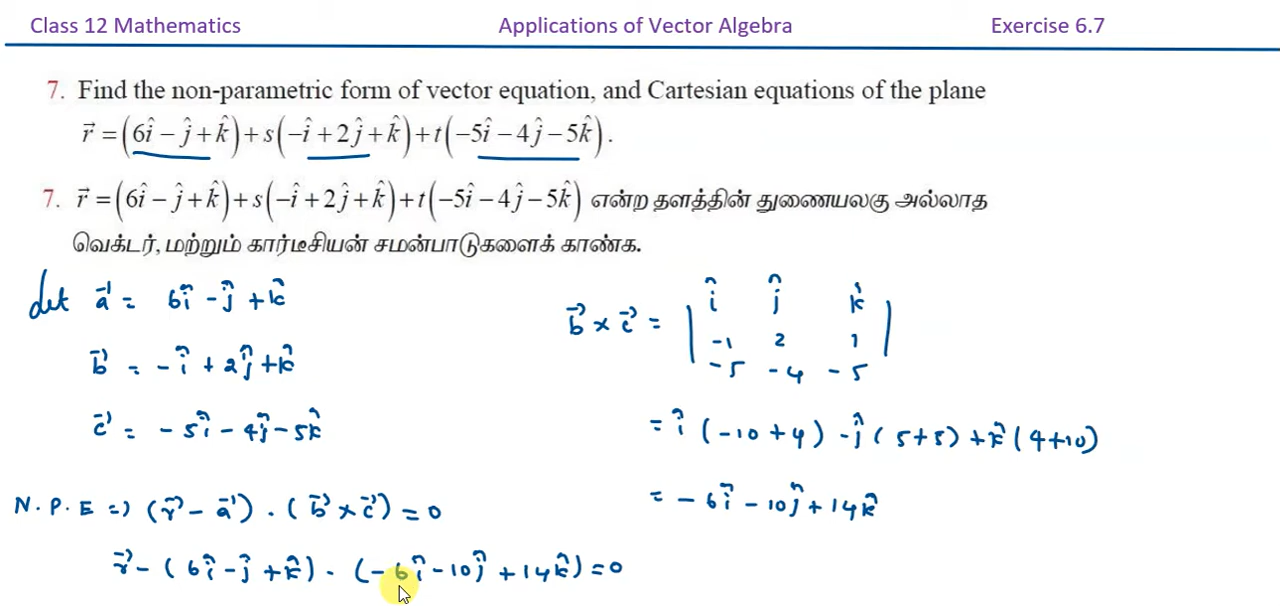 Class 12 Mathematics Applications of Vector Algebra Exercise 6.7
7. Find the non-parametric form of vector equation, and Cartesian equations of the plane
r⃗ = (6î − ĵ + k̂) + s(−î + 2ĵ + k̂) + t(−5î − 4ĵ − 5k̂).
7. r⃗ = (6î − ĵ + k̂) + s(−î + 2ĵ + k̂) + t(−5î − 4ĵ − 5k̂) என்ற தளத்தின் துணையலகு அல்லாத
வெக்டர், மற்றும் கார்டீசியன் சமன்பாடுகளைக் காண்க.
Let a⃗ = 6î − ĵ + k̂
b⃗ = −î + 2ĵ + k̂
c⃗ = −5î − 4ĵ − 5k̂
N.P.E ⇒ (r⃗ − a⃗) . (b⃗ × c⃗) = 0
r⃗ − (6î − ĵ + k̂) . (−6î − 10ĵ + 14k̂) = 0
î ĵ k̂
b⃗ × c⃗ = | −1 2 1 |
−5 −4 −5
= î (−10 + 4) − ĵ (5 + 5) + k̂ (4 + 10)
= −6î − 10ĵ + 14k̂